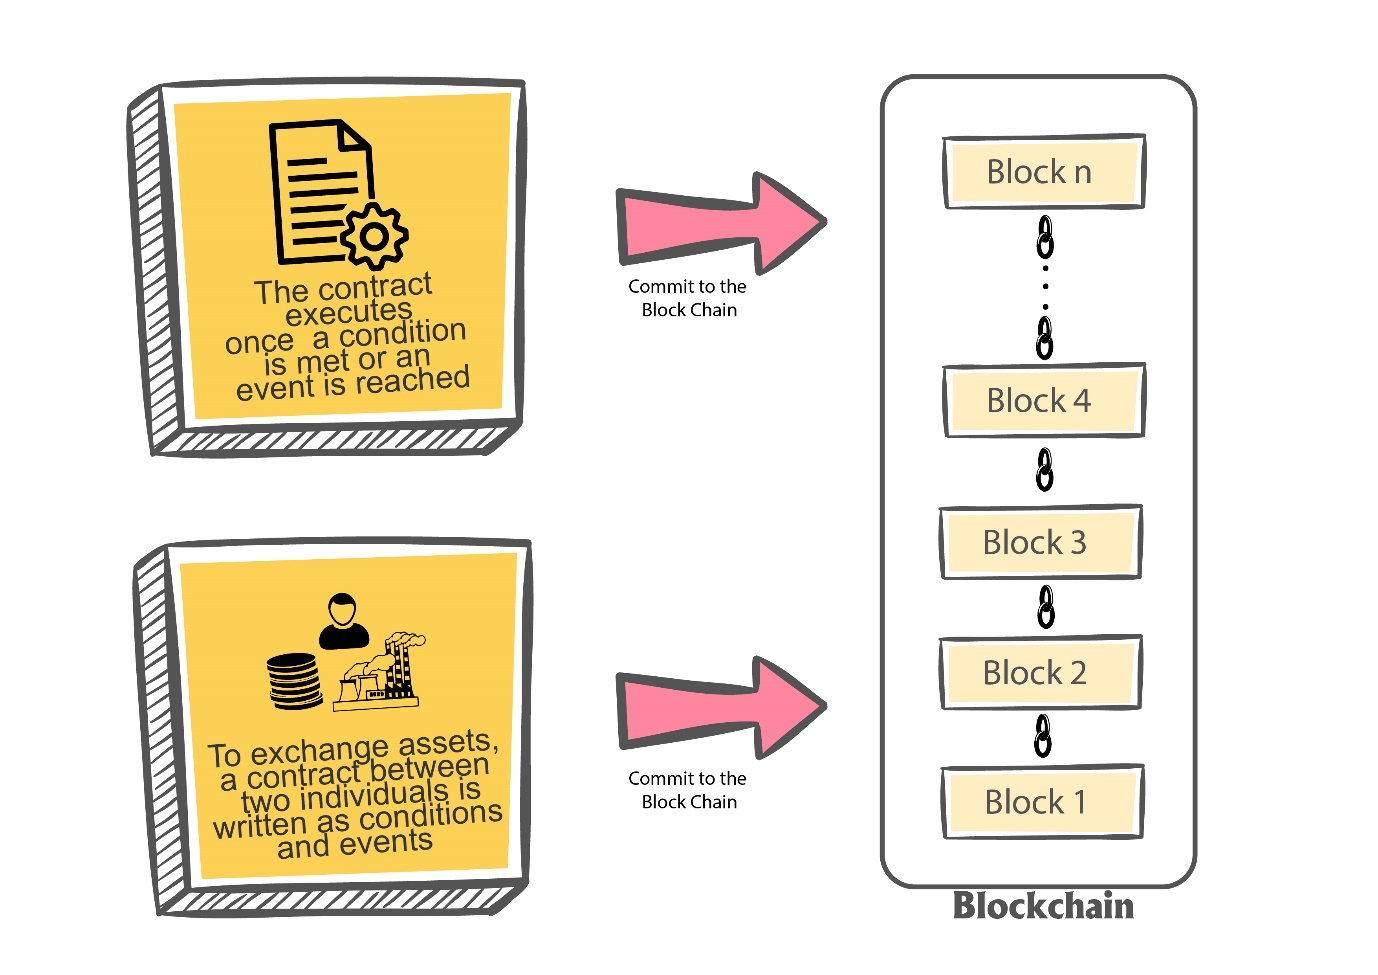 The contract
executes
once a condition
is met or an
event is reached
Commit to the
Block Chain
To exchange assets,
a contract between
two individuals is
written as conditions
and events
Commit to the
Block Chain
Block n
Block 4
Block 3
Block 2
Block 1
Blockchain